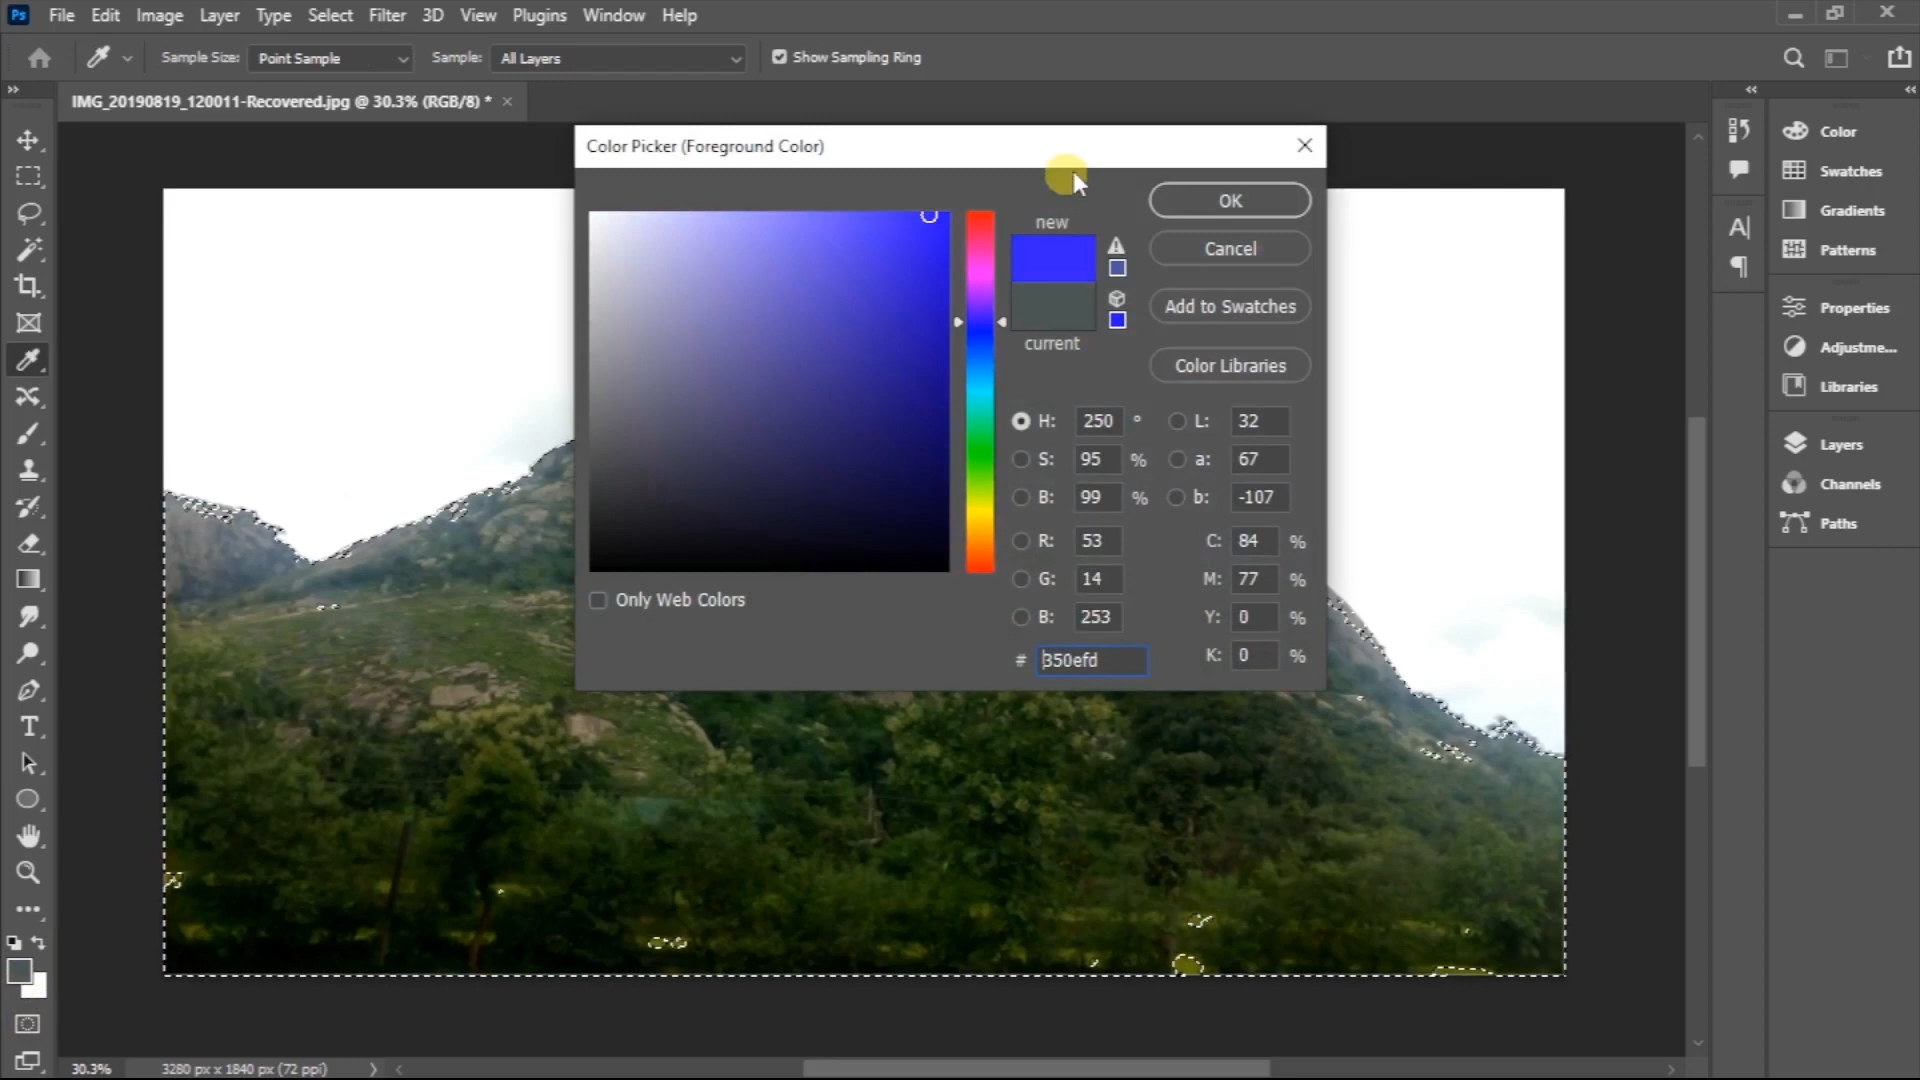 Ps File Edit Image Layer Type Select Filter 3D View Plugins Window Help
Sample Size: Point Sample Sample: All Layers Show Sampling Ring
IMG_20190819_120011-Recovered.jpg @ 30.3% (RGB/8) * ×
Color Picker (Foreground Color)
new
current
OK
Cancel
Add to Swatches
Color Libraries
H: 250 ° L: 32
S: 95 % a: 67
B: 99 % b: -107
R: 53 C: 84 %
G: 14 M: 77 %
B: 253 Y: 0 %
# 350efd K: 0 %
Only Web Colors
Color
Swatches
Gradients
Patterns
Properties
Adjustme...
Libraries
Layers
Channels
Paths
30.3% 3280 px x 1840 px (72 ppi)